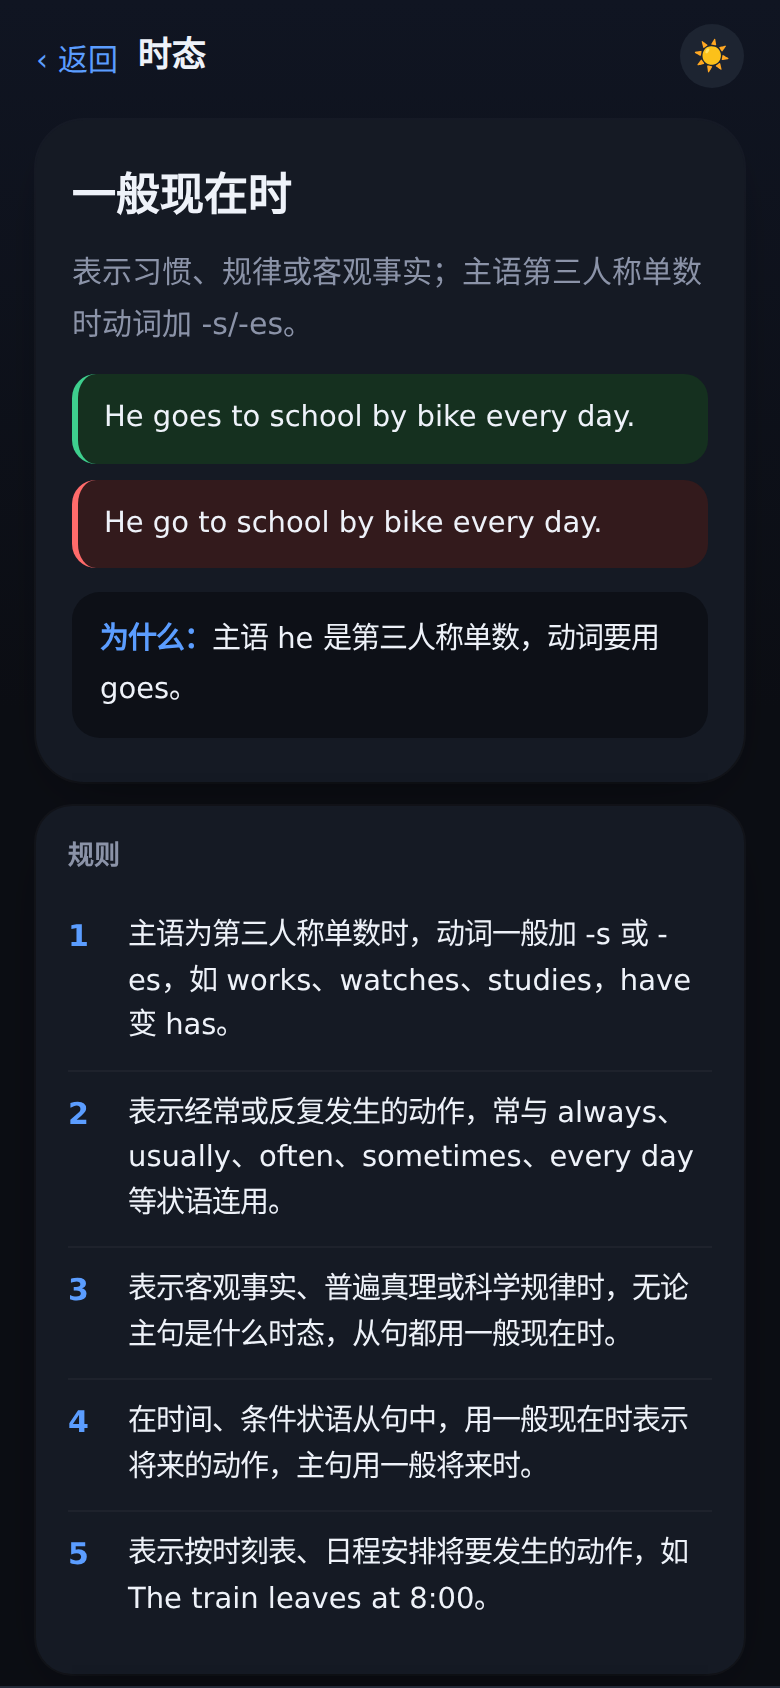 ‹ 返回 时态
一般现在时
表示习惯、规律或客观事实；主语第三人称单数
时动词加 -s/-es。
He goes to school by bike every day.
He go to school by bike every day.
为什么：主语 he 是第三人称单数，动词要用
goes。
规则
1 主语为第三人称单数时，动词一般加 -s 或 -
es，如 works、watches、studies，have
变 has。
2 表示经常或反复发生的动作，常与 always、
usually、often、sometimes、every day
等状语连用。
3 表示客观事实、普遍真理或科学规律时，无论
主句是什么时态，从句都用一般现在时。
4 在时间、条件状语从句中，用一般现在时表示
将来的动作，主句用一般将来时。
5 表示按时刻表、日程安排将要发生的动作，如
The train leaves at 8:00。